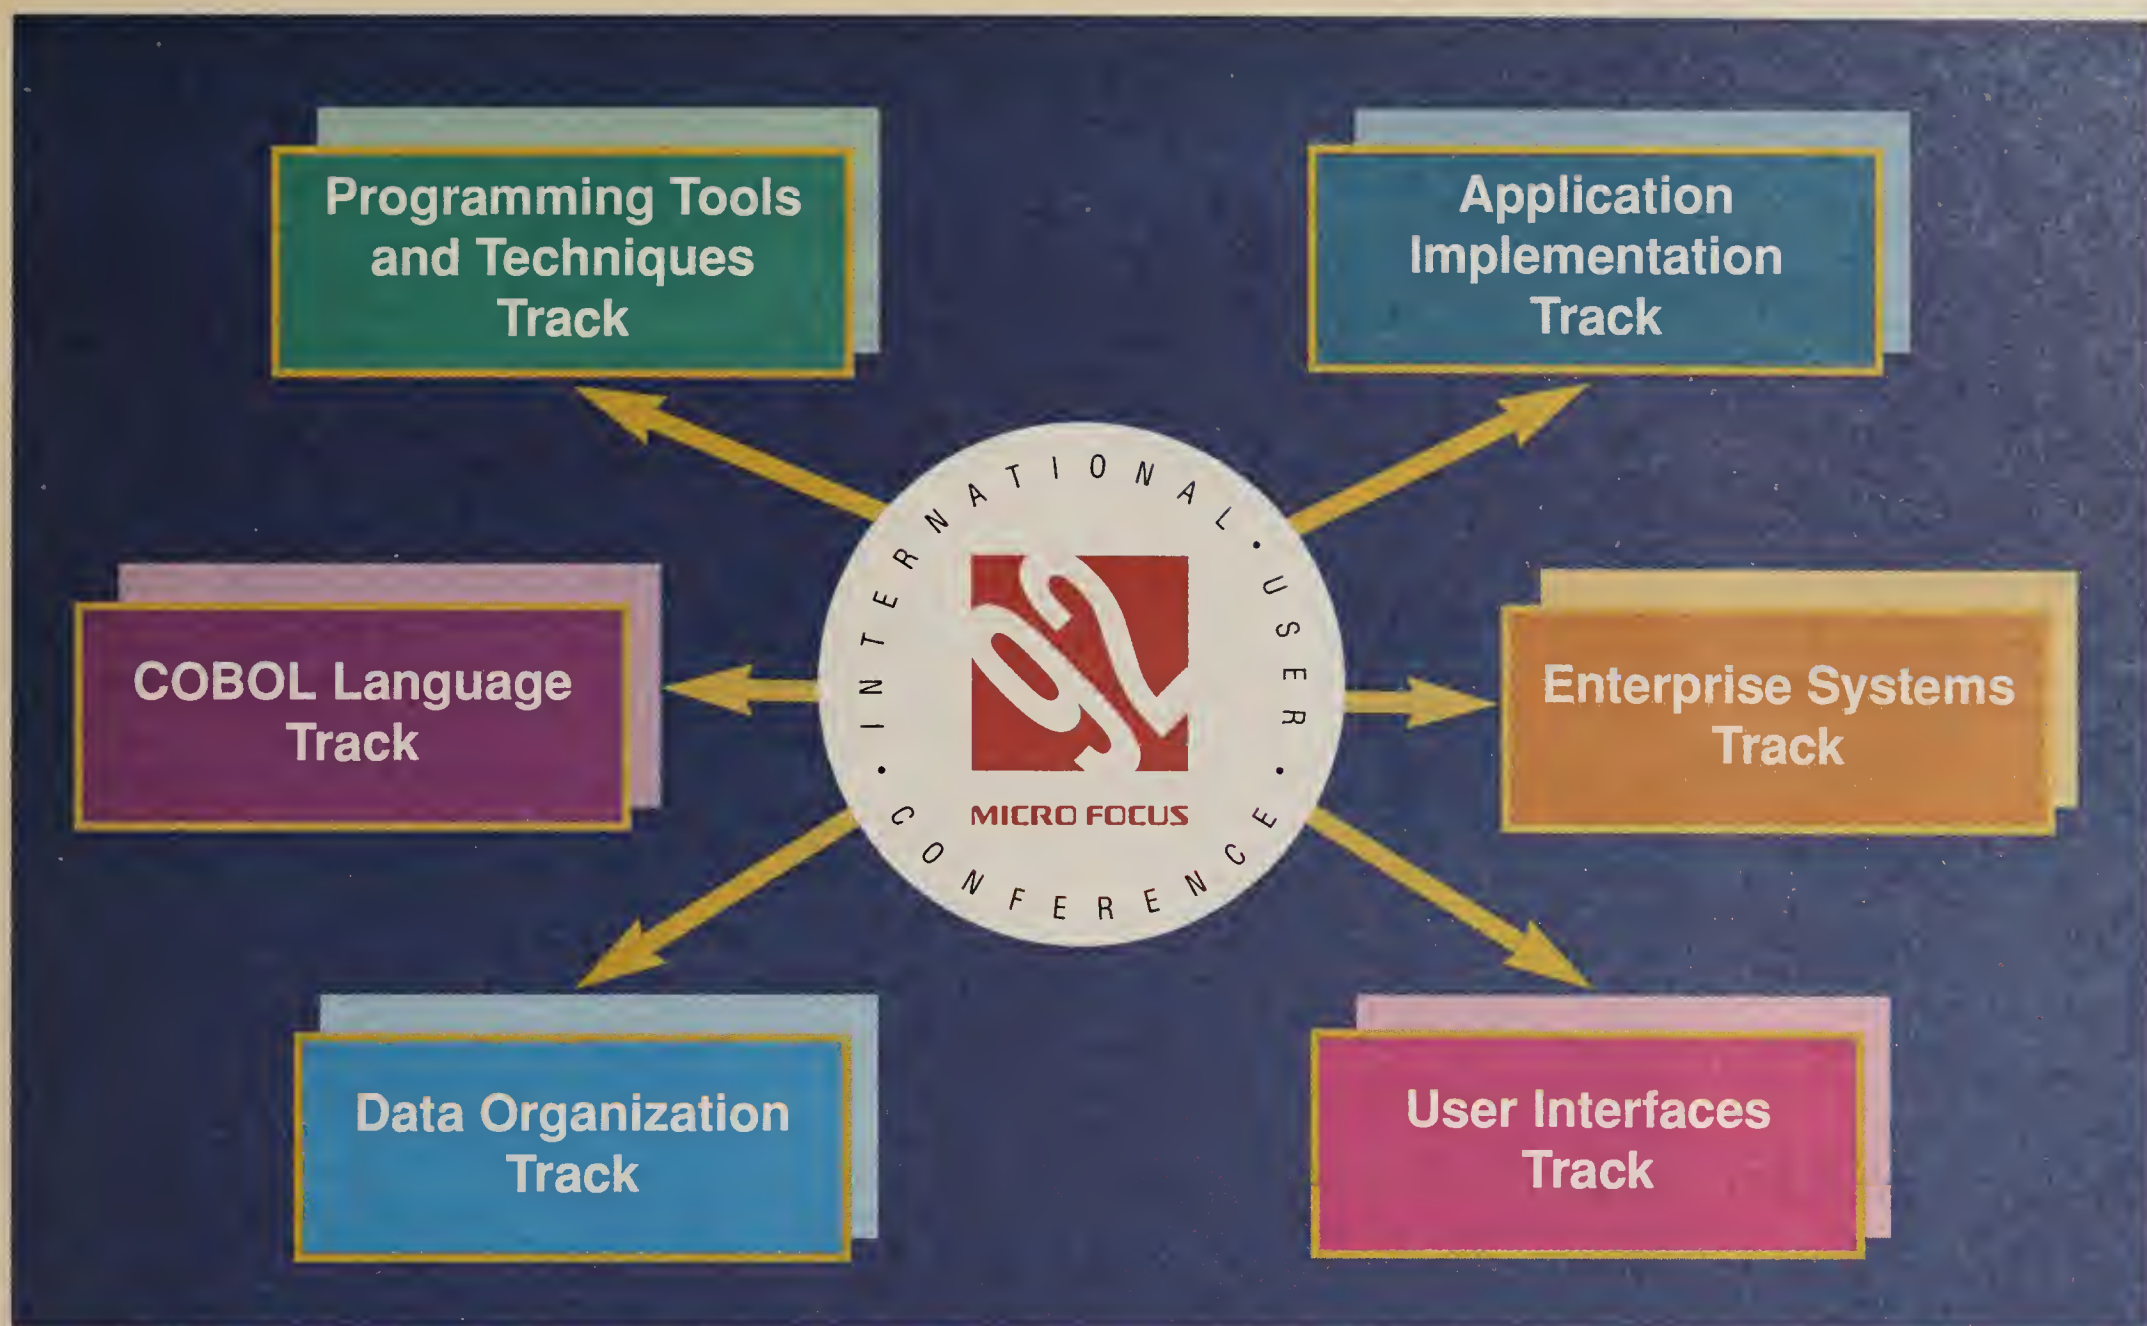 Programming Tools
and Techniques
Track
Application
Implementation
Track
INTERNATIONAL • USER • CONFERENCE •
92
MICRO FOCUS
COBOL Language
Track
Enterprise Systems
Track
Data Organization
Track
User Interfaces
Track